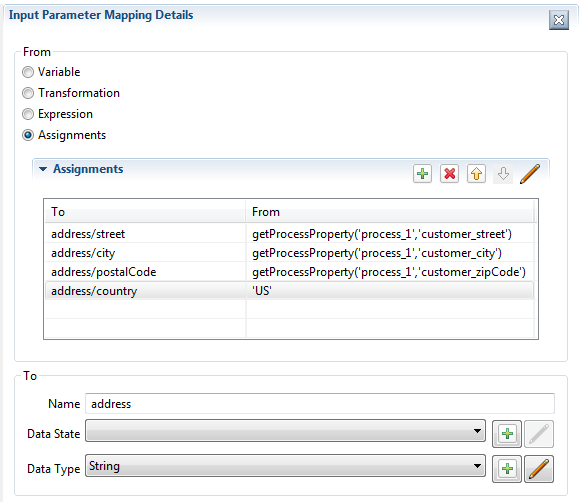 Input Parameter Mapping Details
From
Variable
Transformation
Expression
Assignments
Assignments
To From
address/street getProcessProperty('process_1','customer_street')
address/city getProcessProperty('process_1','customer_city')
address/postalCode getProcessProperty('process_1','customer_zipCode')
address/country 'US'
To
Name address
Data State
Data Type String